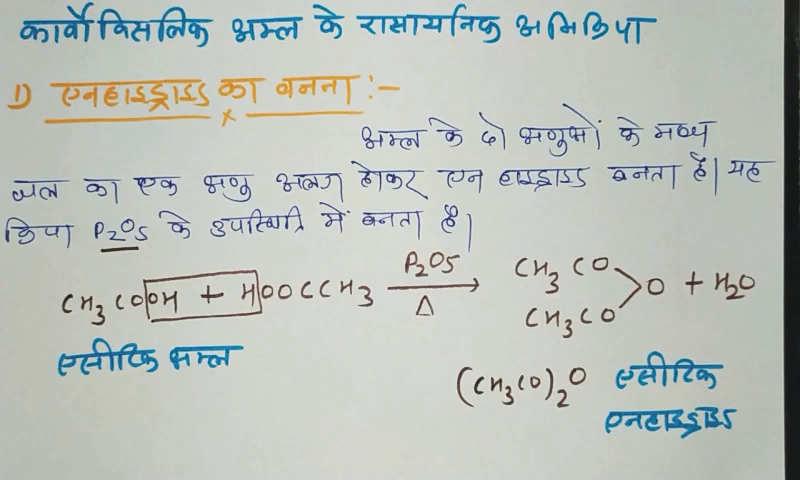 कार्बोक्सिलिक अम्ल के रासायनिक अभिक्रिया
1) एनहाइड्राइड का बनना :-
अम्ल के दो अणुओं के मध्य
जल का एक अणु अलग होकर एन हाइड्राइड बनता है। यह
क्रिया P2O5 के उपस्थिति में बनता है।
CH3COOH + HOOCCH3 P2O5 Δ → CH3CO CH3CO > O + H2O
एसीटिक अम्ल
(CH3CO)2O एसीटिक
एनहाइड्राइड